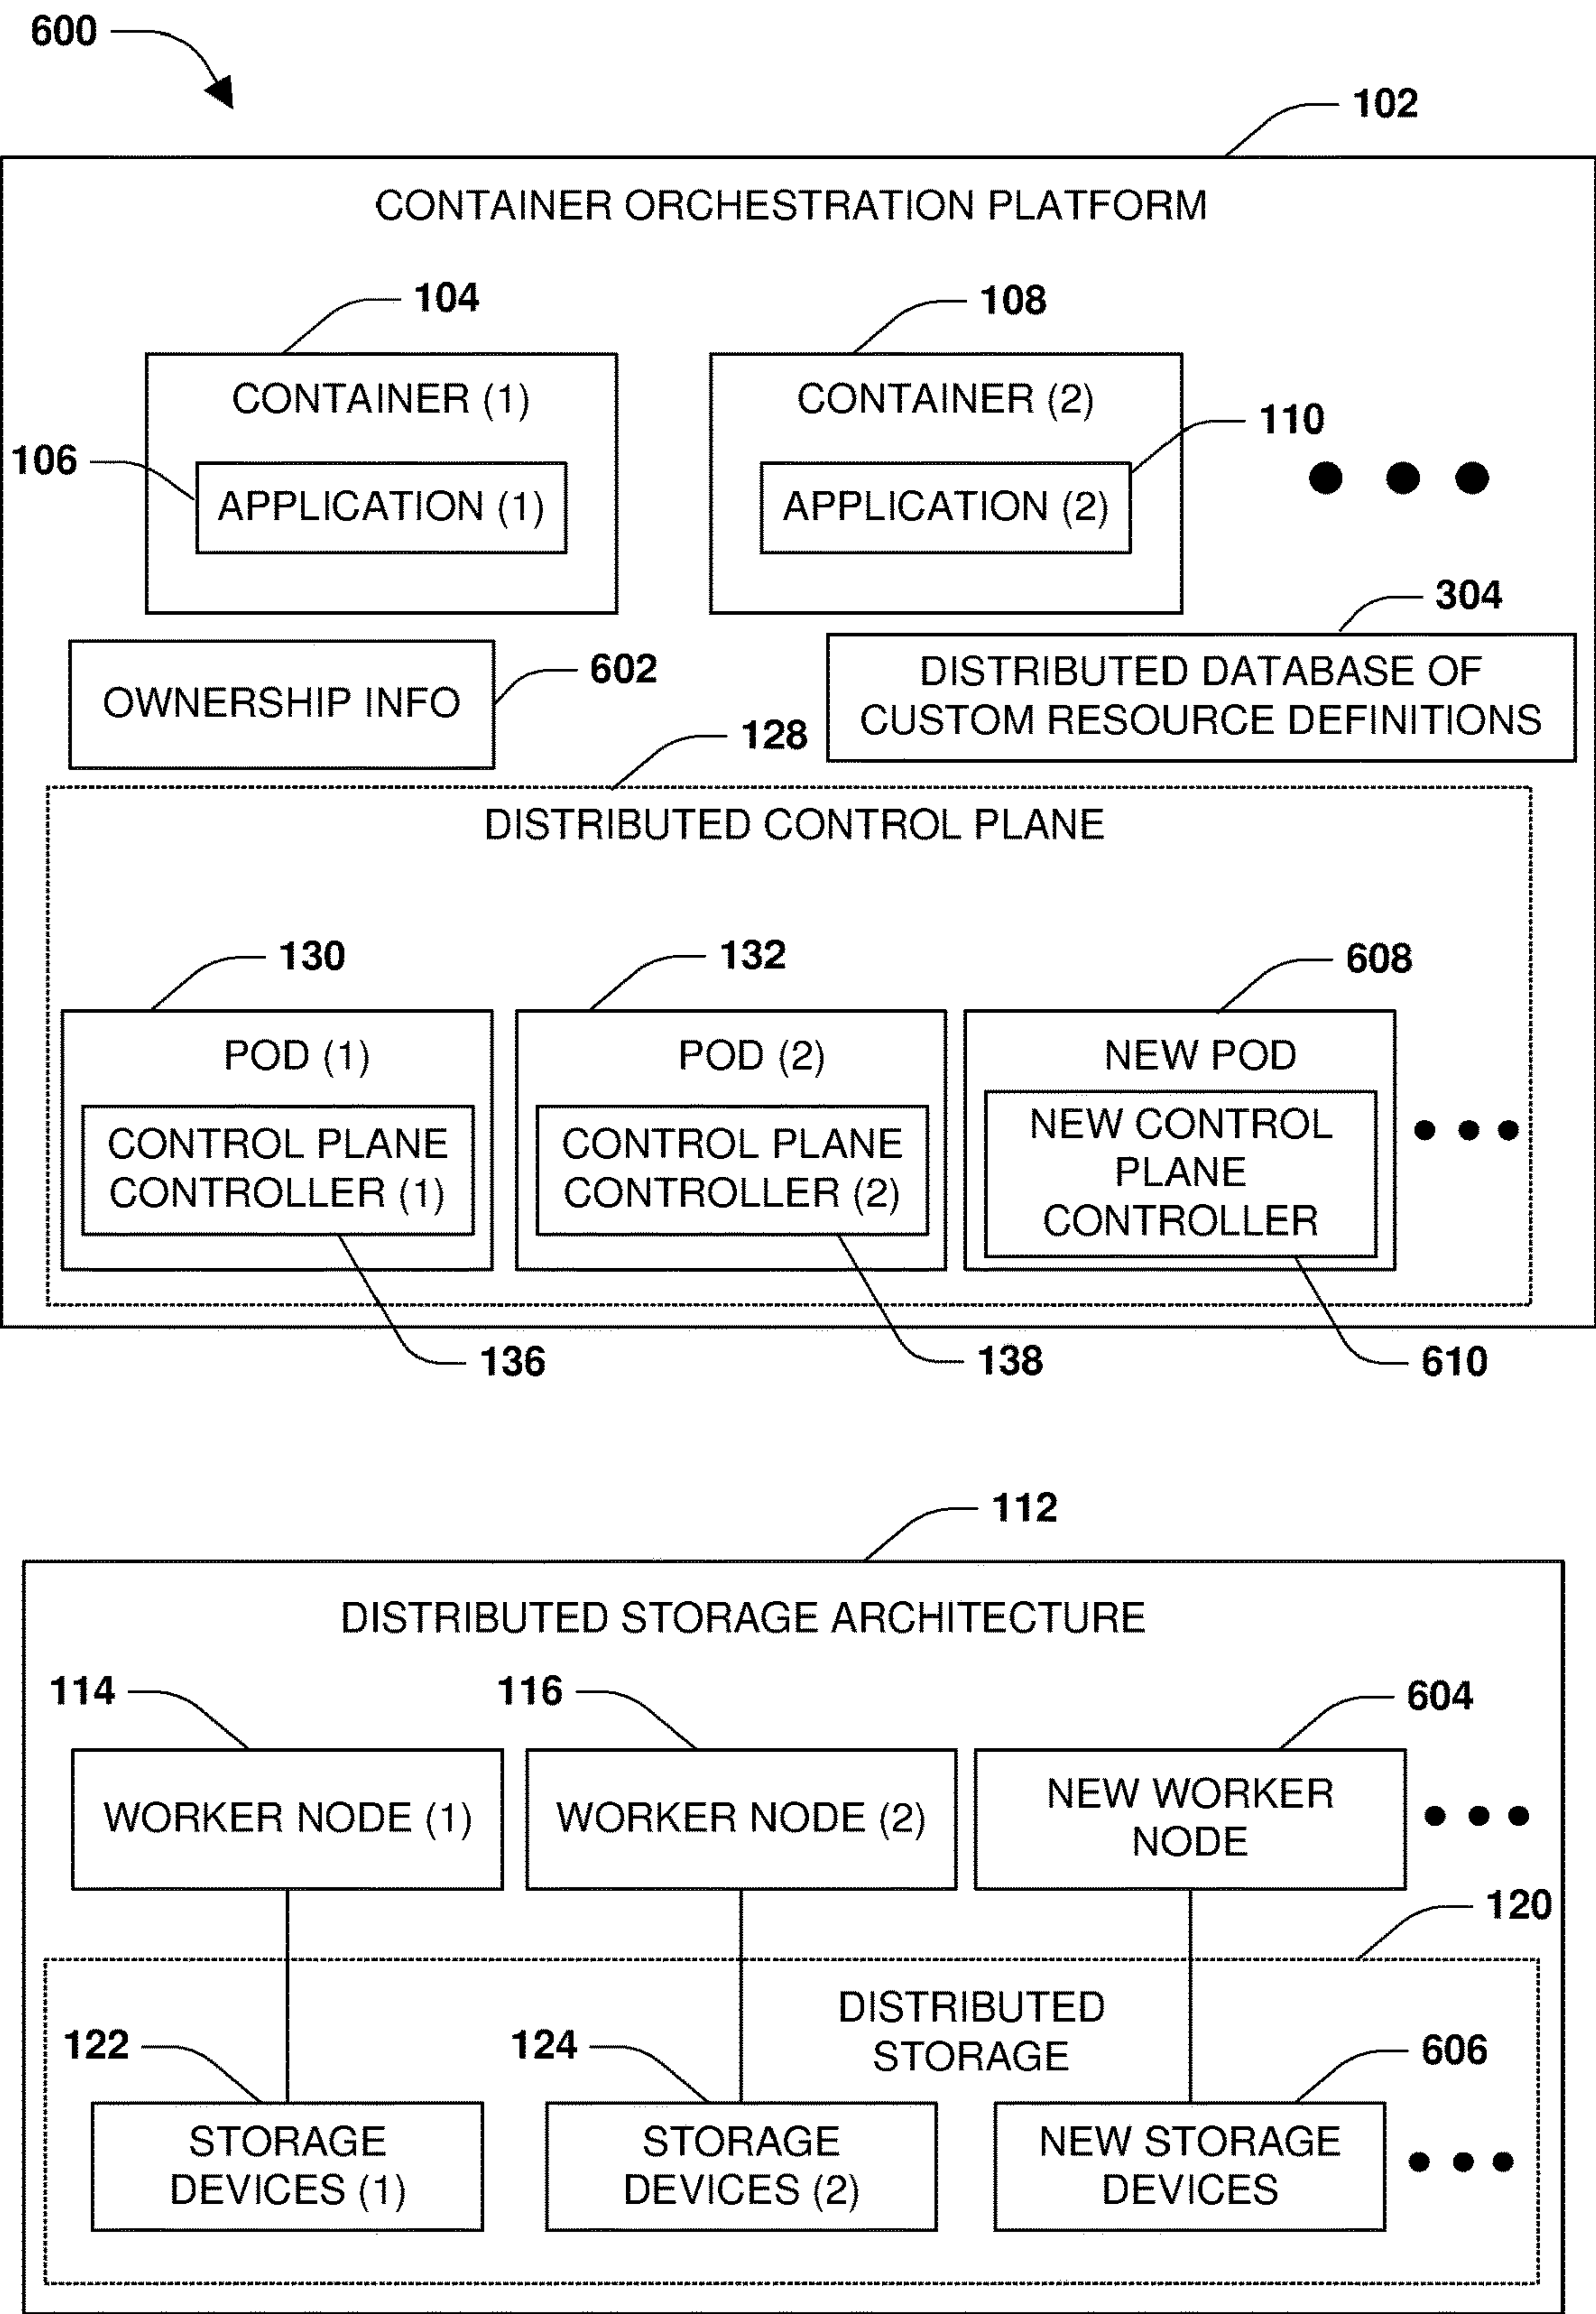 600
102
CONTAINER ORCHESTRATION PLATFORM
104
108
CONTAINER (1)
CONTAINER (2)
110
106
APPLICATION (1)
APPLICATION (2)
304
OWNERSHIP INFO
602
DISTRIBUTED DATABASE OF
CUSTOM RESOURCE DEFINITIONS
128
DISTRIBUTED CONTROL PLANE
130
132
608
POD (1)
CONTROL PLANE
CONTROLLER (1)
POD (2)
CONTROL PLANE
CONTROLLER (2)
NEW POD
NEW CONTROL
PLANE
CONTROLLER
136
138
610
112
DISTRIBUTED STORAGE ARCHITECTURE
114
116
604
WORKER NODE (1)
WORKER NODE (2)
NEW WORKER
NODE
120
DISTRIBUTED
STORAGE
122
124
606
STORAGE
DEVICES (1)
STORAGE
DEVICES (2)
NEW STORAGE
DEVICES